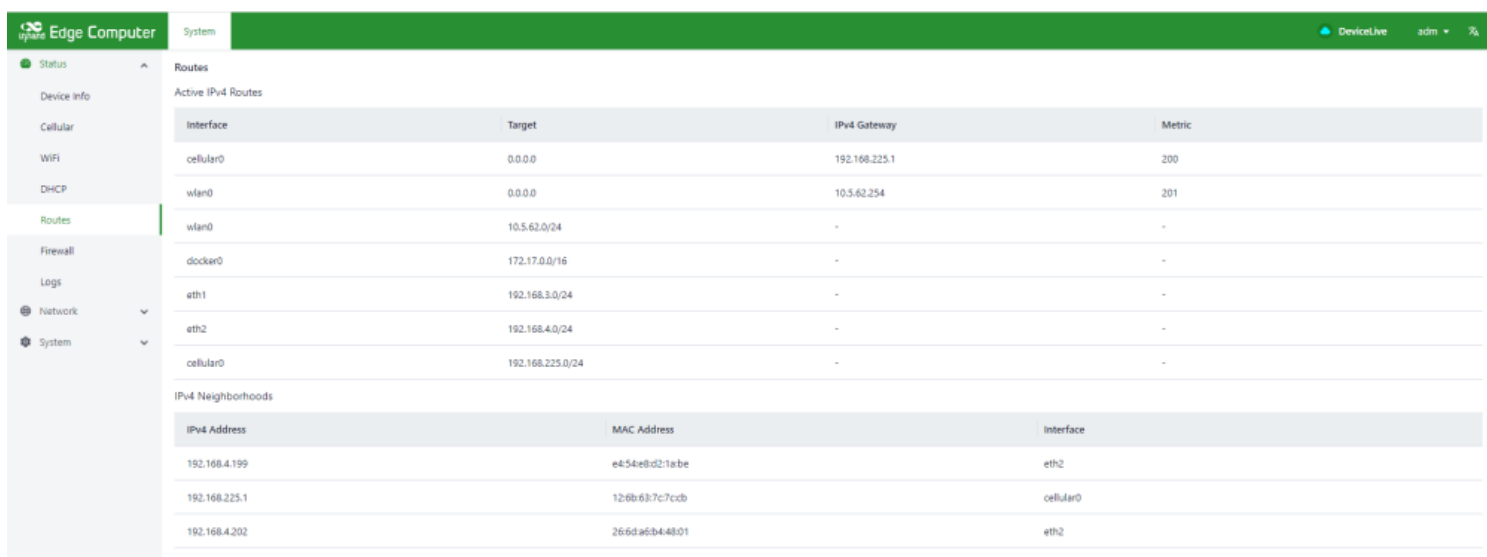 inhand Edge Computer System DeviceLive adm
Status
Device Info
Cellular
WiFi
DHCP
Routes
Firewall
Logs
Network
System
Routes
Active IPv4 Routes
Interface Target IPv4 Gateway Metric
cellular0 0.0.0.0 192.168.225.1 200
wlan0 0.0.0.0 10.5.62.254 201
wlan0 10.5.62.0/24 - -
docker0 172.17.0.0/16 - -
eth1 192.168.3.0/24 - -
eth2 192.168.4.0/24 - -
cellular0 192.168.225.0/24 - -
IPv4 Neighborhoods
IPv4 Address MAC Address Interface
192.168.4.199 e4:54:e8:d2:1a:be eth2
192.168.225.1 12:6b:63:7c:7c:cb cellular0
192.168.4.202 26:6d:a6:b4:48:01 eth2